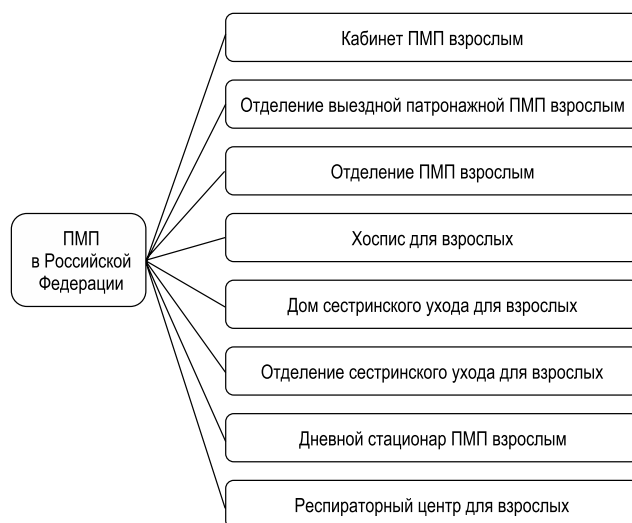 Кабинет ПМП взрослым
Отделение выездной патронажной ПМП взрослым
Отделение ПМП взрослым
ПМП
в Российской
Федерации
Хоспис для взрослых
Дом сестринского ухода для взрослых
Отделение сестринского ухода для взрослых
Дневной стационар ПМП взрослым
Респираторный центр для взрослых